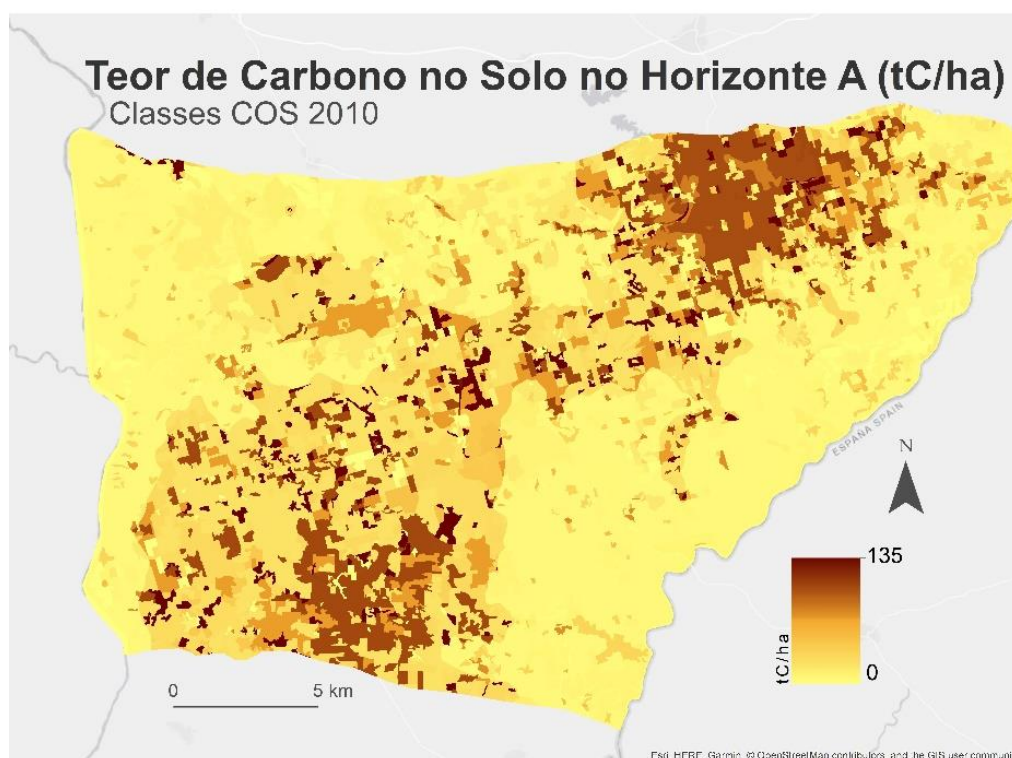 Teor de Carbono no Solo no Horizonte A (tC/ha)
Classes COS 2010
ESPAÑA SPAIN
N
135
tC/ha
0
0 5 km
Esri, HERE, Garmin, © OpenStreetMap contributors, and the GIS user communi